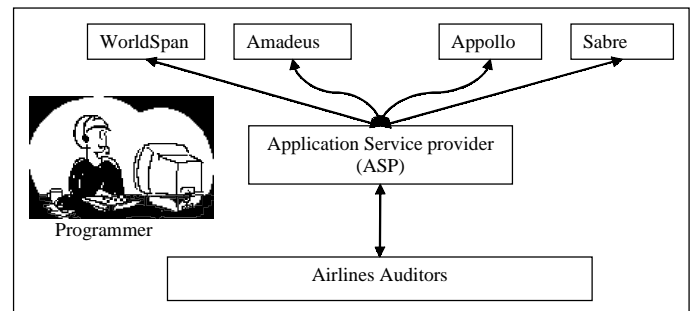 WorldSpan
Amadeus
Appollo
Sabre
Application Service provider
(ASP)
Programmer
Airlines Auditors